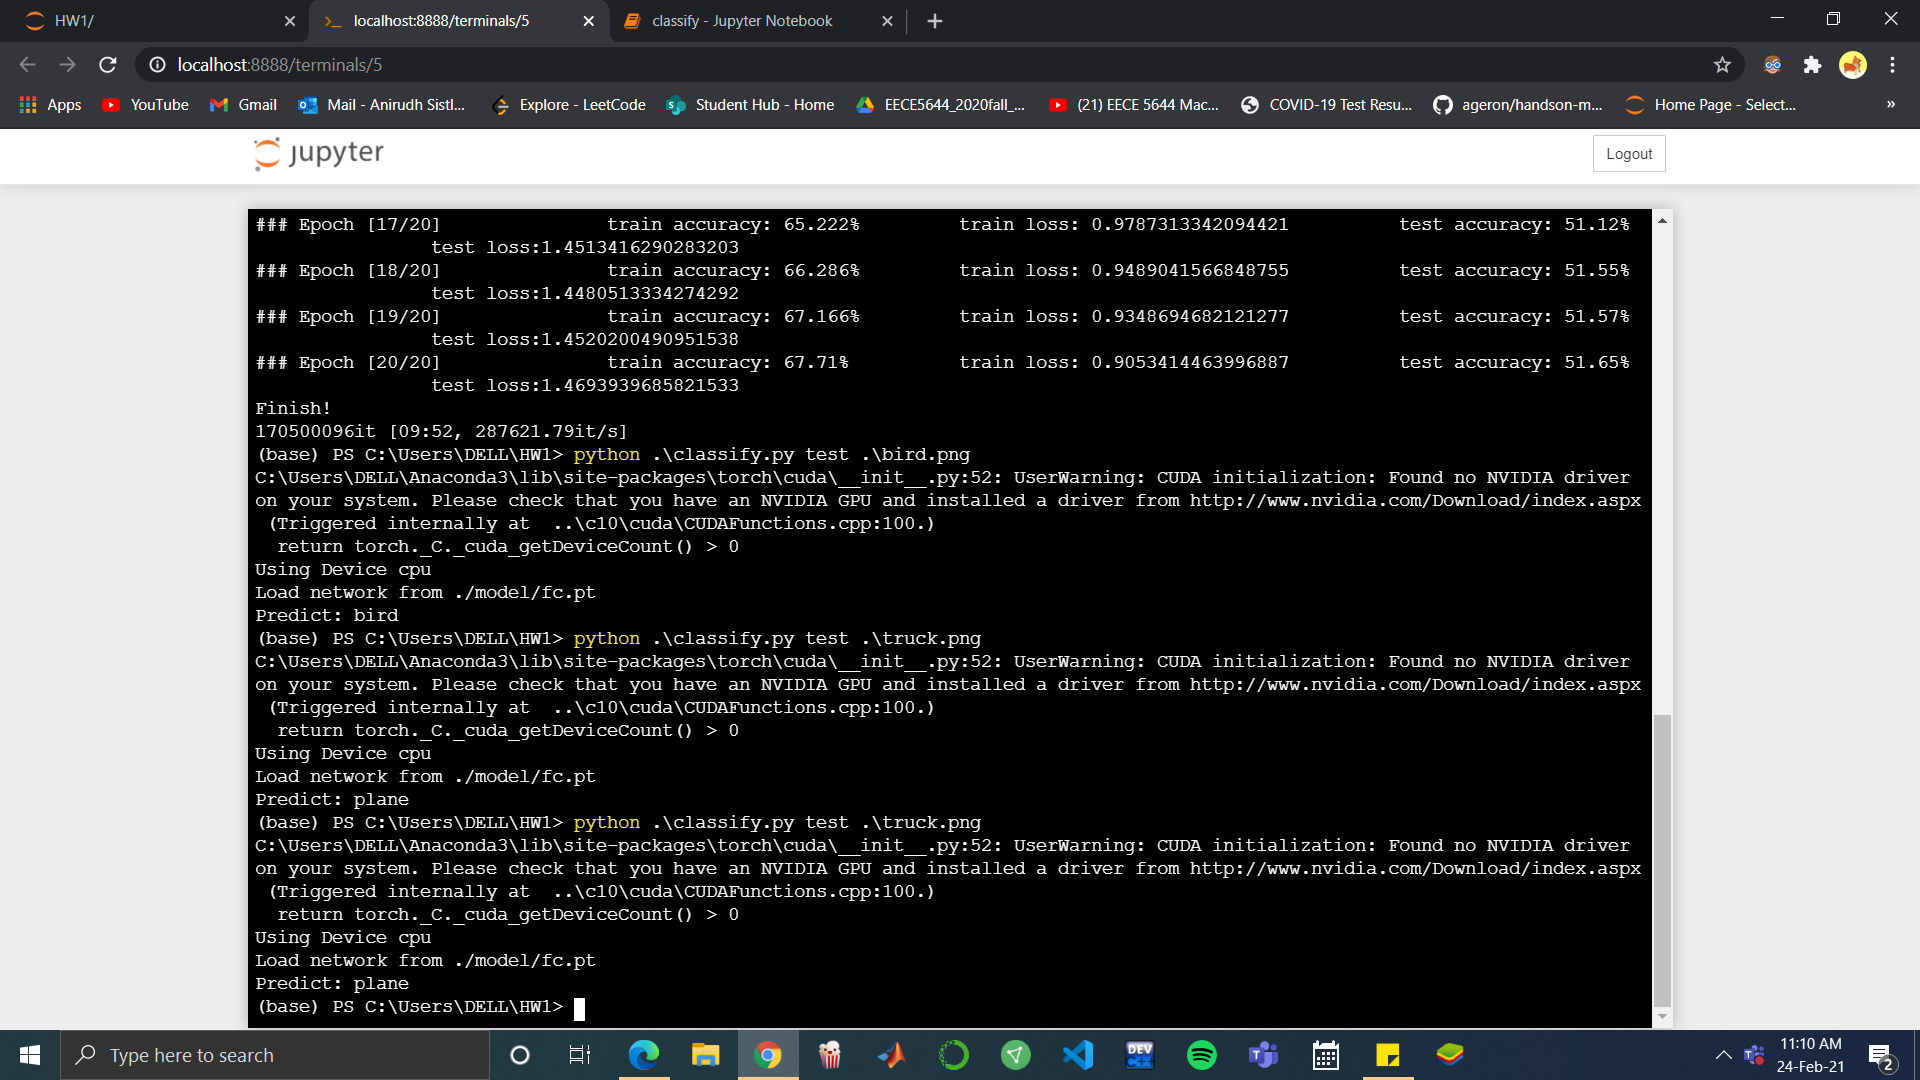 HW1/
localhost:8888/terminals/5
classify - Jupyter Notebook
localhost:8888/terminals/5
Apps YouTube Gmail Mail - Anirudh Sistl... Explore - LeetCode Student Hub - Home EECE5644_2020fall_... (21) EECE 5644 Mac... COVID-19 Test Resu... ageron/handson-m... Home Page - Select... »
jupyter
Logout
### Epoch [17/20] train accuracy: 65.222% train loss: 0.9787313342094421 test accuracy: 51.12%
test loss:1.4513416290283203
### Epoch [18/20] train accuracy: 66.286% train loss: 0.9489041566848755 test accuracy: 51.55%
test loss:1.4480513334274292
### Epoch [19/20] train accuracy: 67.166% train loss: 0.9348694682121277 test accuracy: 51.57%
test loss:1.4520200490951538
### Epoch [20/20] train accuracy: 67.71% train loss: 0.9053414463996887 test accuracy: 51.65%
test loss:1.4693939685821533
Finish!
170500096it [09:52, 287621.79it/s]
(base) PS C:\Users\DELL\HW1> python .\classify.py test .\bird.png
C:\Users\DELL\Anaconda3\lib\site-packages\torch\cuda\__init__.py:52: UserWarning: CUDA initialization: Found no NVIDIA driver
on your system. Please check that you have an NVIDIA GPU and installed a driver from http://www.nvidia.com/Download/index.aspx
(Triggered internally at ..\c10\cuda\CUDAFunctions.cpp:100.)
return torch._C._cuda_getDeviceCount() > 0
Using Device cpu
Load network from ./model/fc.pt
Predict: bird
(base) PS C:\Users\DELL\HW1> python .\classify.py test .\truck.png
C:\Users\DELL\Anaconda3\lib\site-packages\torch\cuda\__init__.py:52: UserWarning: CUDA initialization: Found no NVIDIA driver
on your system. Please check that you have an NVIDIA GPU and installed a driver from http://www.nvidia.com/Download/index.aspx
(Triggered internally at ..\c10\cuda\CUDAFunctions.cpp:100.)
return torch._C._cuda_getDeviceCount() > 0
Using Device cpu
Load network from ./model/fc.pt
Predict: plane
(base) PS C:\Users\DELL\HW1> python .\classify.py test .\truck.png
C:\Users\DELL\Anaconda3\lib\site-packages\torch\cuda\__init__.py:52: UserWarning: CUDA initialization: Found no NVIDIA driver
on your system. Please check that you have an NVIDIA GPU and installed a driver from http://www.nvidia.com/Download/index.aspx
(Triggered internally at ..\c10\cuda\CUDAFunctions.cpp:100.)
return torch._C._cuda_getDeviceCount() > 0
Using Device cpu
Load network from ./model/fc.pt
Predict: plane
(base) PS C:\Users\DELL\HW1>
Type here to search
DEV C++
11:10 AM
24-Feb-21
2